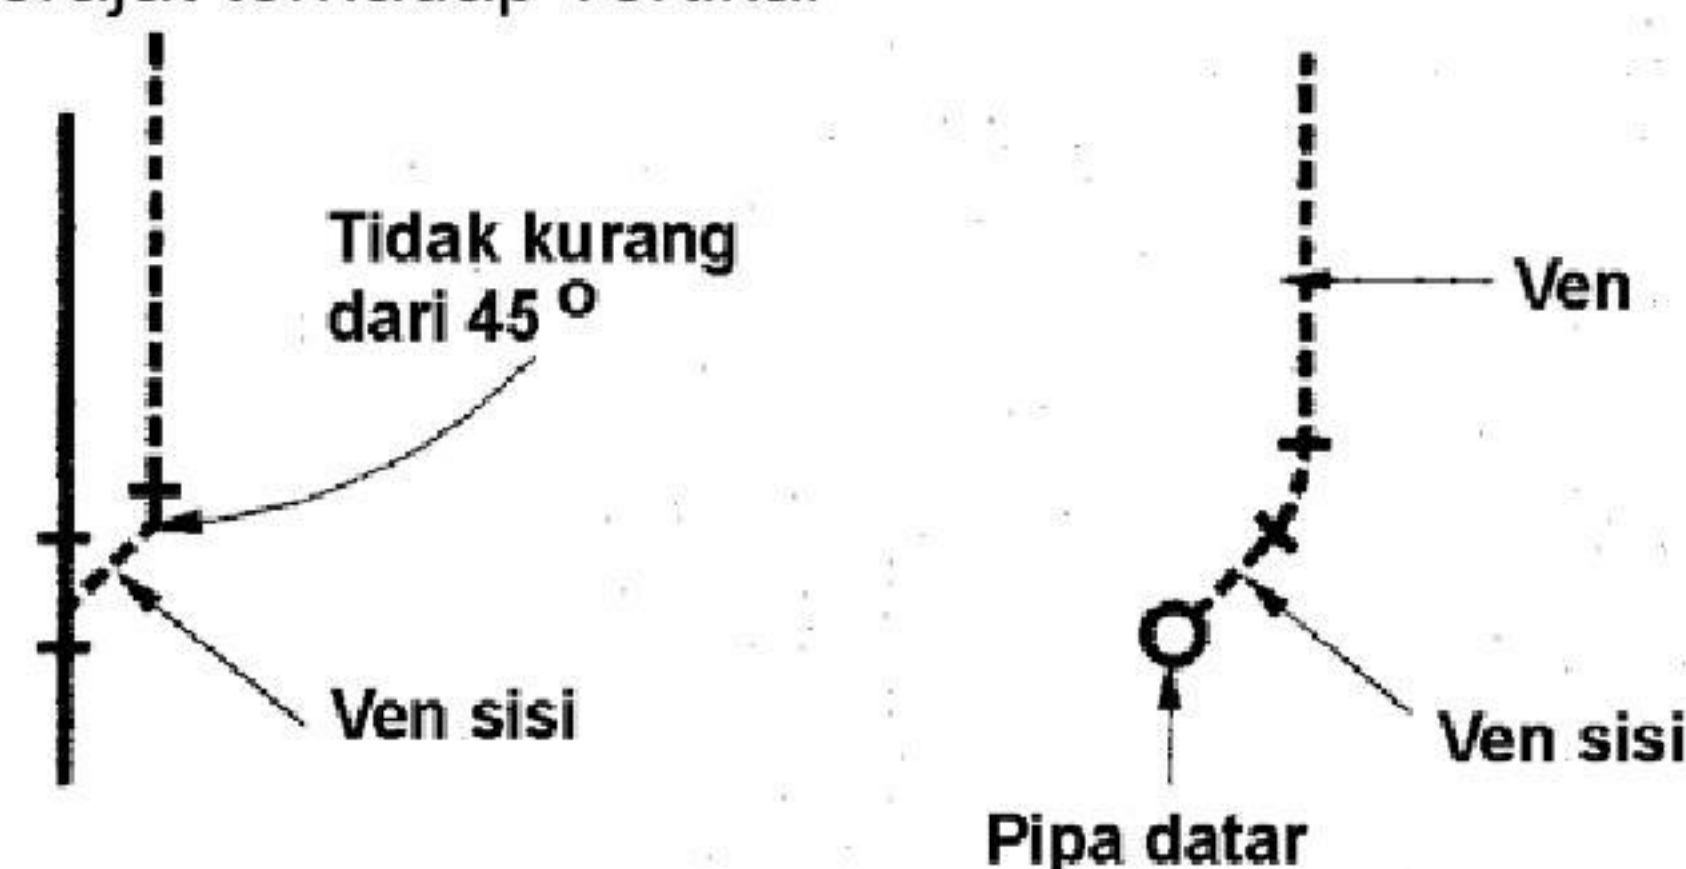 Tidak kurang
dari 45 °
Ven
Ven sisi
Ven sisi
Pipa datar